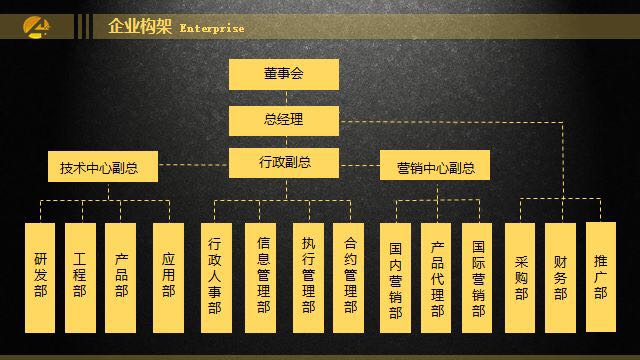 企业构架 Enterprise
董事会
总经理
技术中心副总
行政副总
营销中心副总
研发部
工程部
产品部
应用部
行政人事部
信息管理部
执行管理部
合约管理部
国内营销部
产品代理部
国际营销部
采购部
财务部
推广部